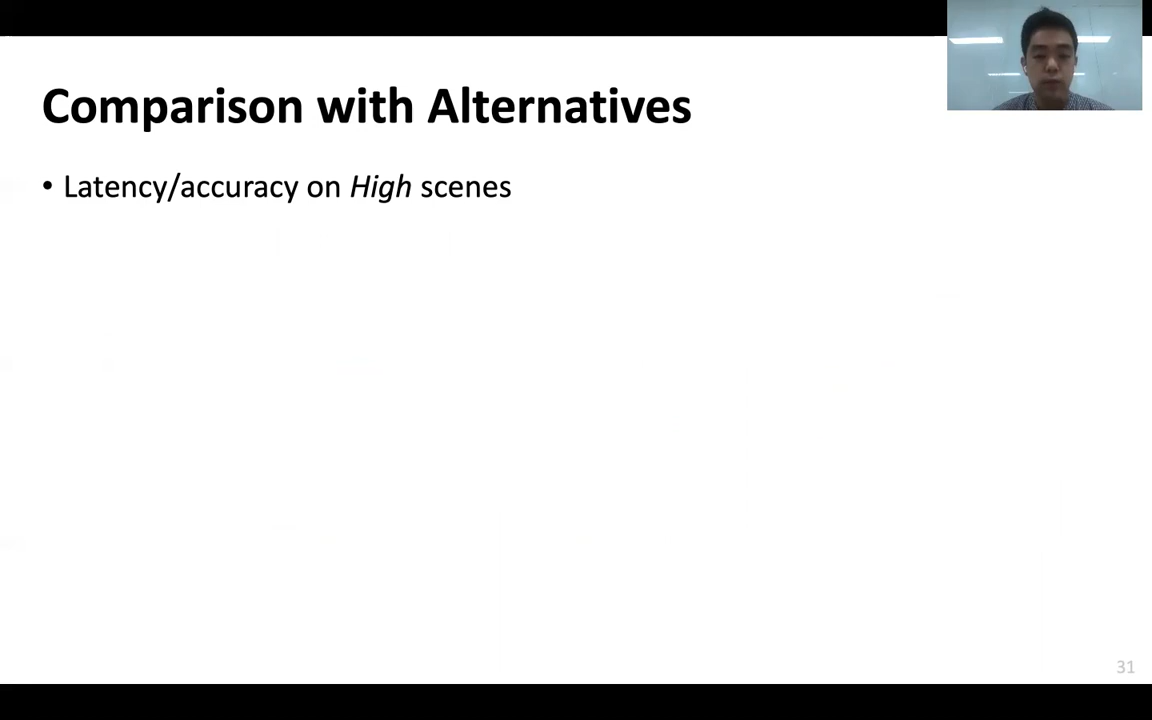 Comparison with Alternatives
• Latency/accuracy on High scenes
31